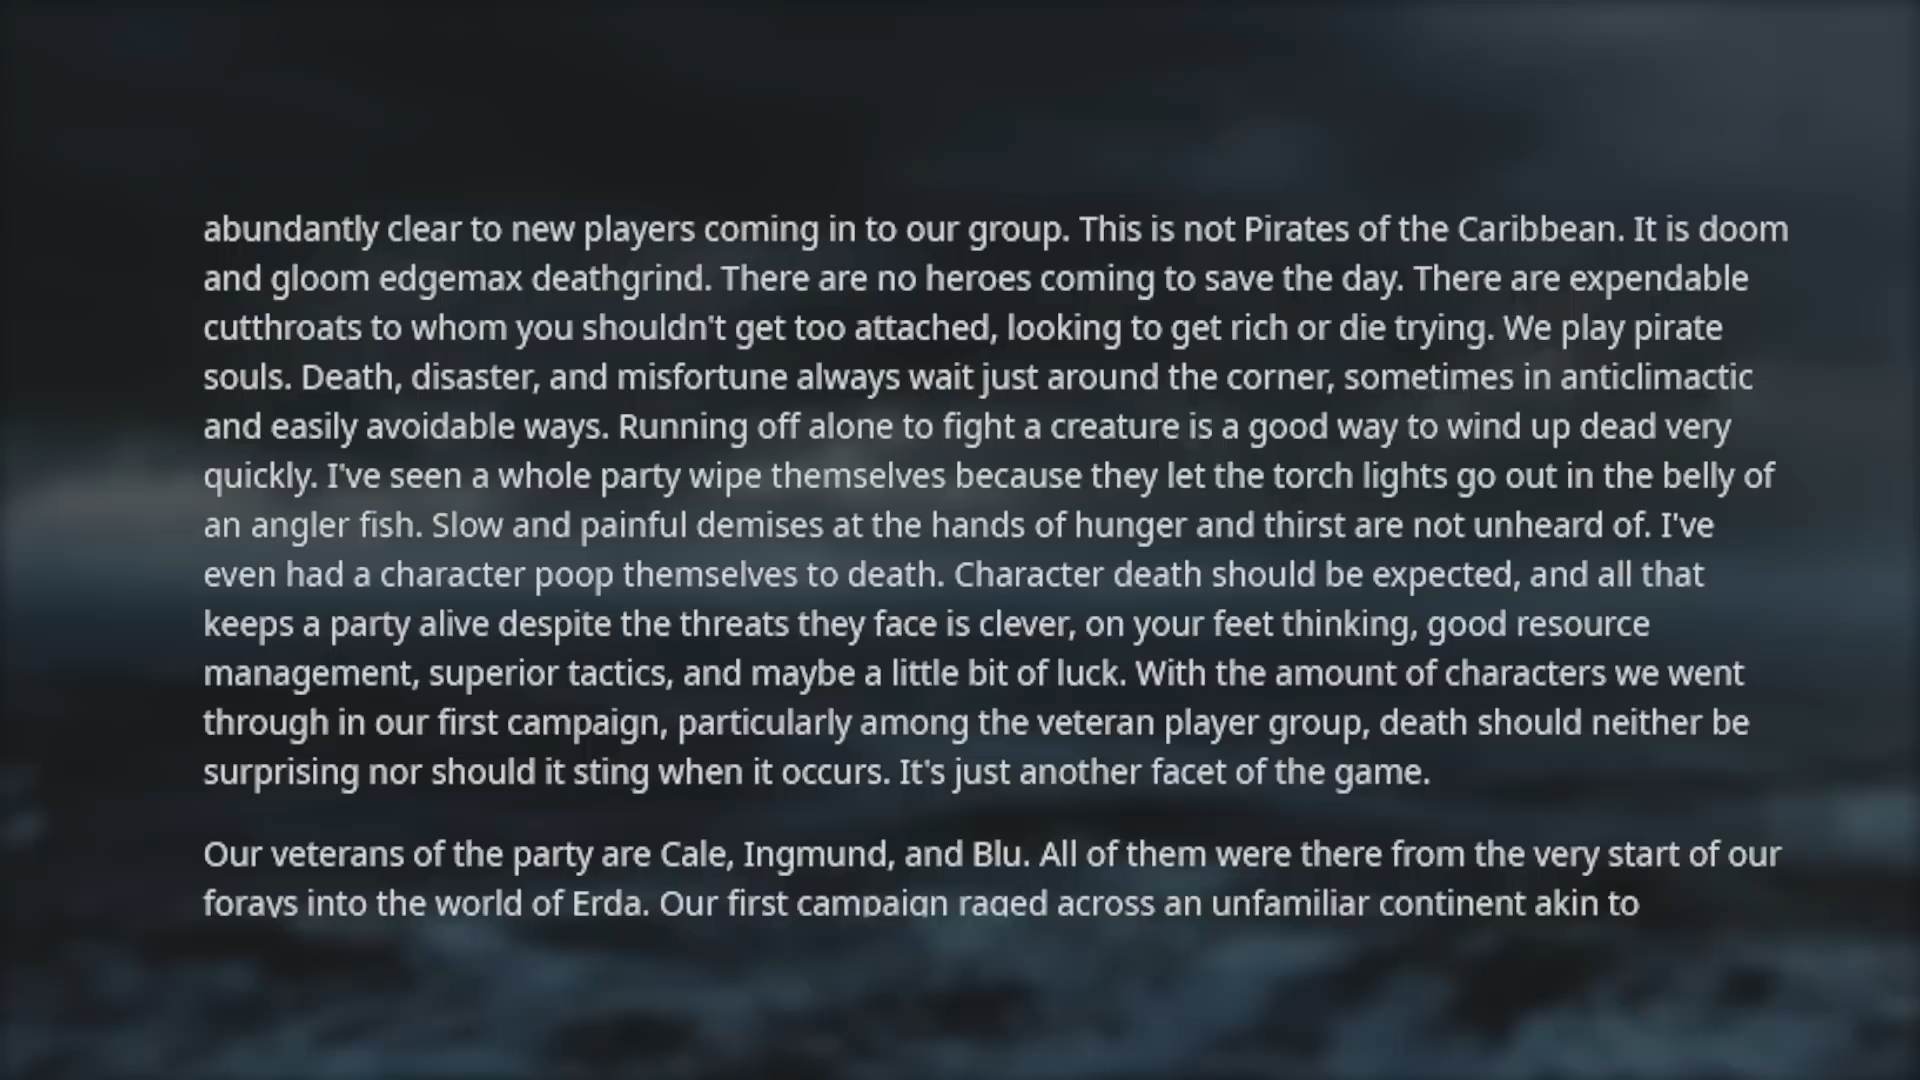 abundantly clear to new players coming in to our group. This is not Pirates of the Caribbean. It is doom
and gloom edgemax deathgrind. There are no heroes coming to save the day. There are expendable
cutthroats to whom you shouldn't get too attached, looking to get rich or die trying. We play pirate
souls. Death, disaster, and misfortune always wait just around the corner, sometimes in anticlimactic
and easily avoidable ways. Running off alone to fight a creature is a good way to wind up dead very
quickly. I've seen a whole party wipe themselves because they let the torch lights go out in the belly of
an angler fish. Slow and painful demises at the hands of hunger and thirst are not unheard of. I've
even had a character poop themselves to death. Character death should be expected, and all that
keeps a party alive despite the threats they face is clever, on your feet thinking, good resource
management, superior tactics, and maybe a little bit of luck. With the amount of characters we went
through in our first campaign, particularly among the veteran player group, death should neither be
surprising nor should it sting when it occurs. It's just another facet of the game.
Our veterans of the party are Cale, Ingmund, and Blu. All of them were there from the very start of our
forays into the world of Erda. Our first campaign raged across an unfamiliar continent akin to